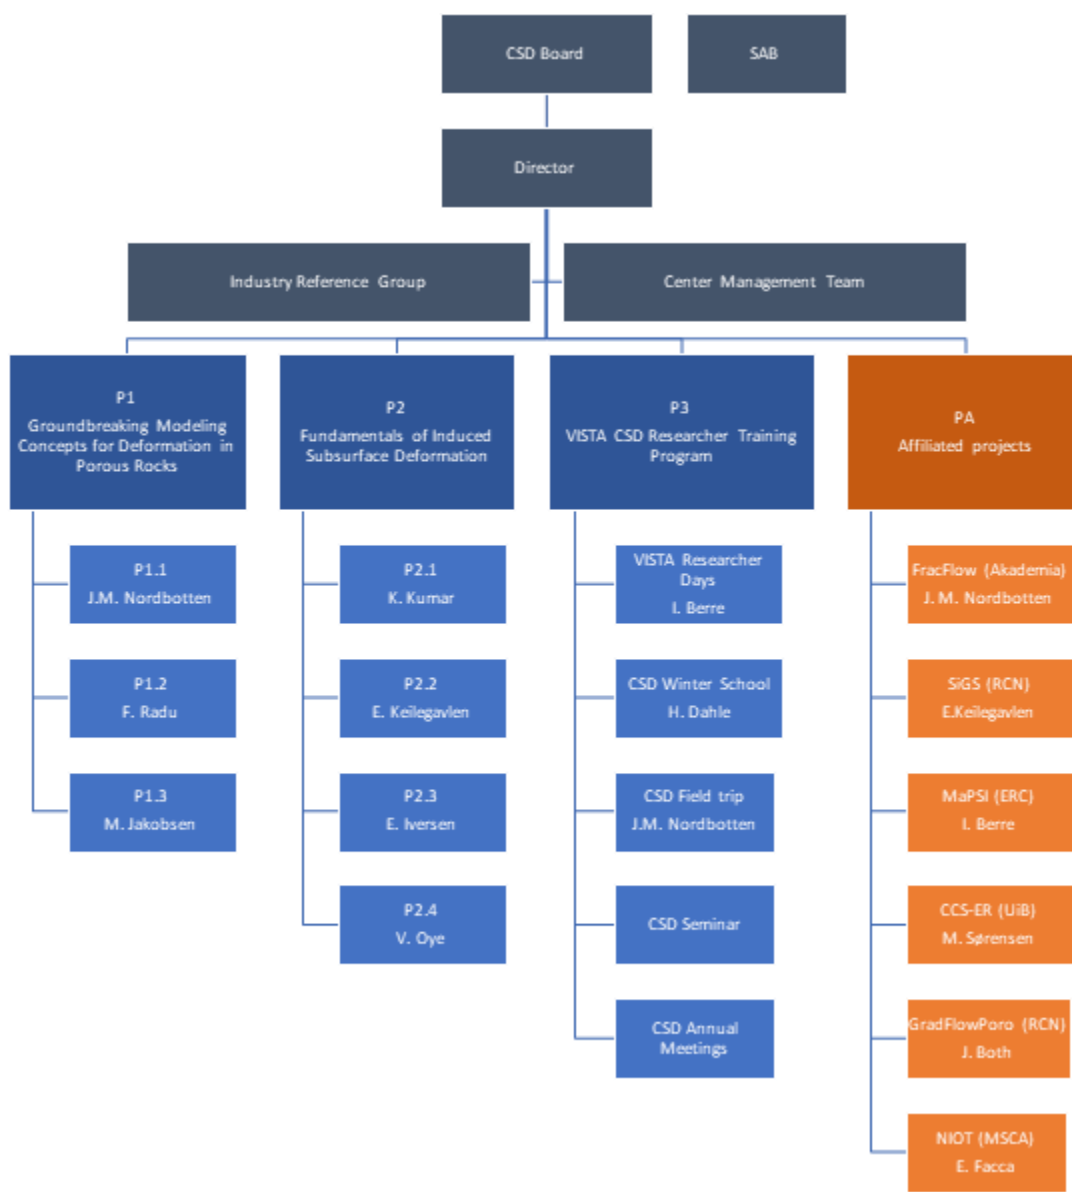 CSD Board
SAB
Director
Industry Reference Group
Center Management Team
P1
Groundbreaking Modeling
Concepts for Deformation in
Porous Rocks
P2
Fundamentals of Induced
Subsurface Deformation
P3
VISTA CSD Researcher Training
Program
PA
Affiliated projects
P1.1
J.M. Nordbotten
P1.2
F. Radu
P1.3
M. Jakobsen
P2.1
K. Kumar
P2.2
E. Keilegavlen
P2.3
E. Iversen
P2.4
V. Oye
VISTA Researcher
Days
I. Berre
CSD Winter School
H. Dahle
CSD Field trip
J.M. Nordbotten
CSD Seminar
CSD Annual
Meetings
FracFlow (Akademia)
J. M. Nordbotten
SiGS (RCN)
E.Keilegavlen
MaPSI (ERC)
I. Berre
CCS-ER (UiB)
M. Sørensen
GradFlowPoro (RCN)
J. Both
NIOT (MSCA)
E. Facca